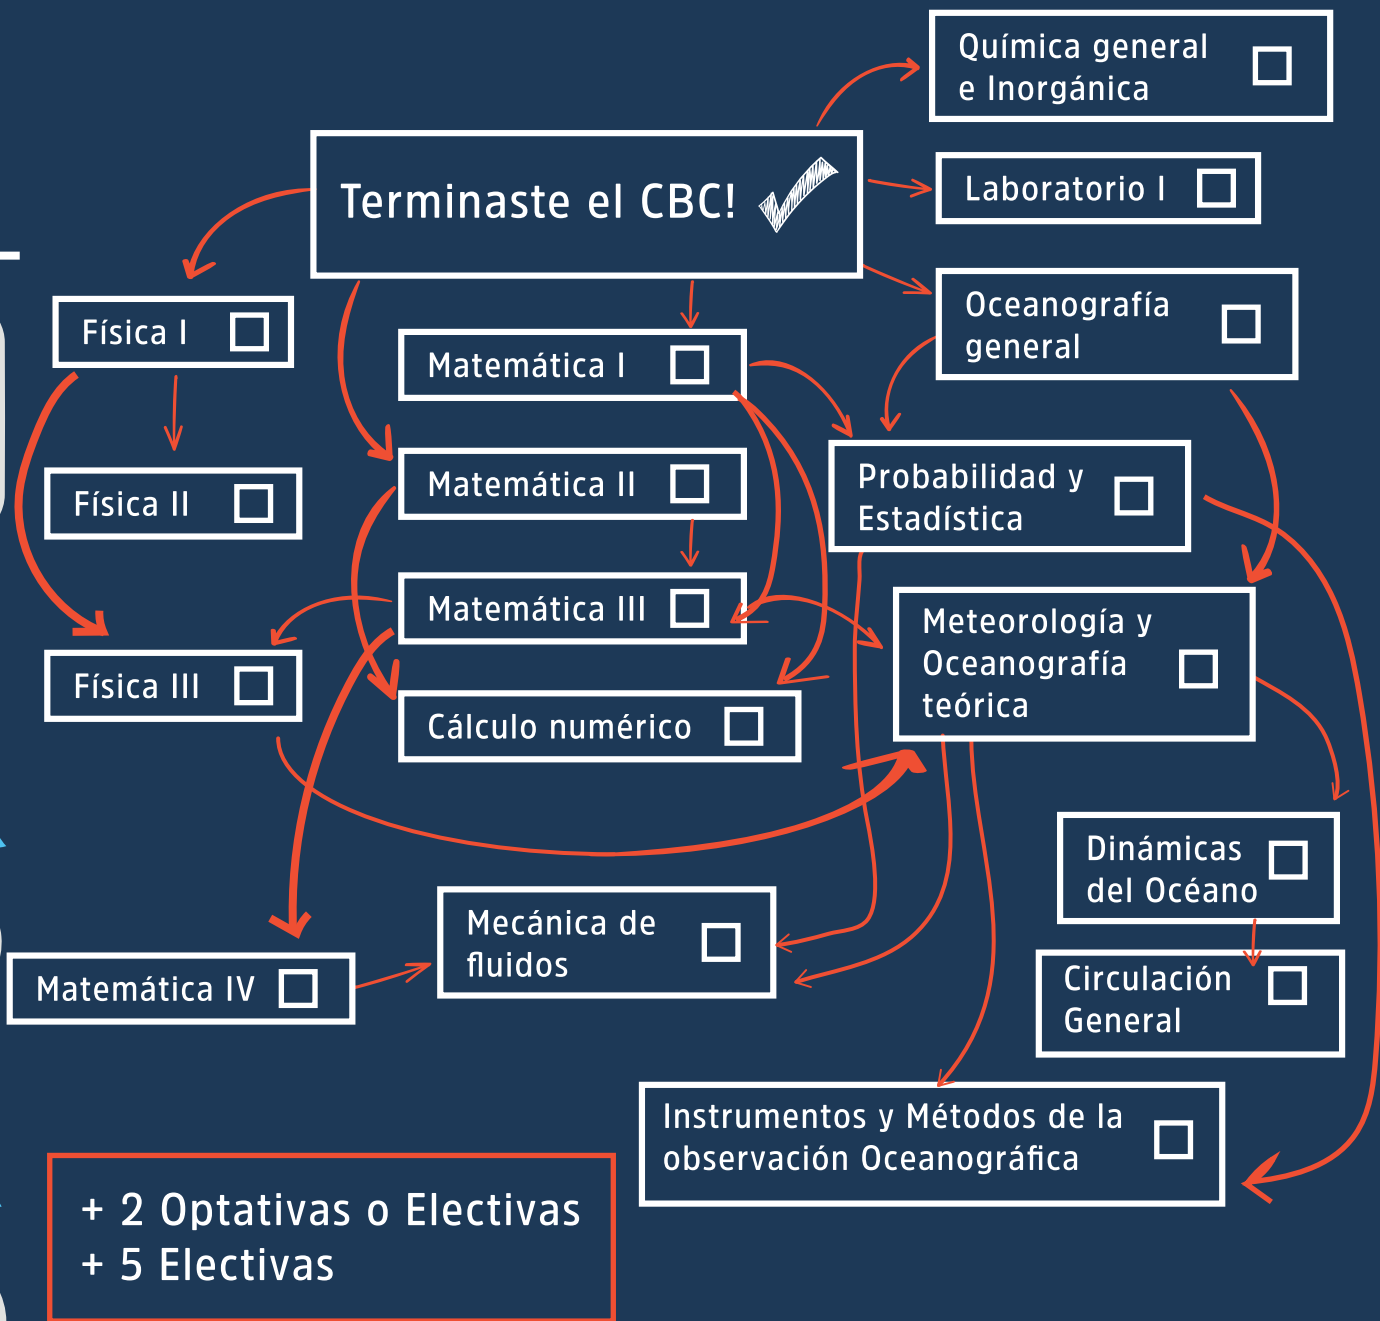 Química general
e Inorgánica
Terminaste el CBC!
Laboratorio I
Oceanografía
general
Física I
Matemática I
Matemática II
Probabilidad y
Estadística
Física II
Matemática III
Meteorología y
Oceanografía
teórica
Física III
Cálculo numérico
Dinámicas
del Océano
Mecánica de
fluidos
Matemática IV
Circulación
General
Instrumentos y Métodos de la
observación Oceanográfica
+ 2 Optativas o Electivas
+ 5 Electivas